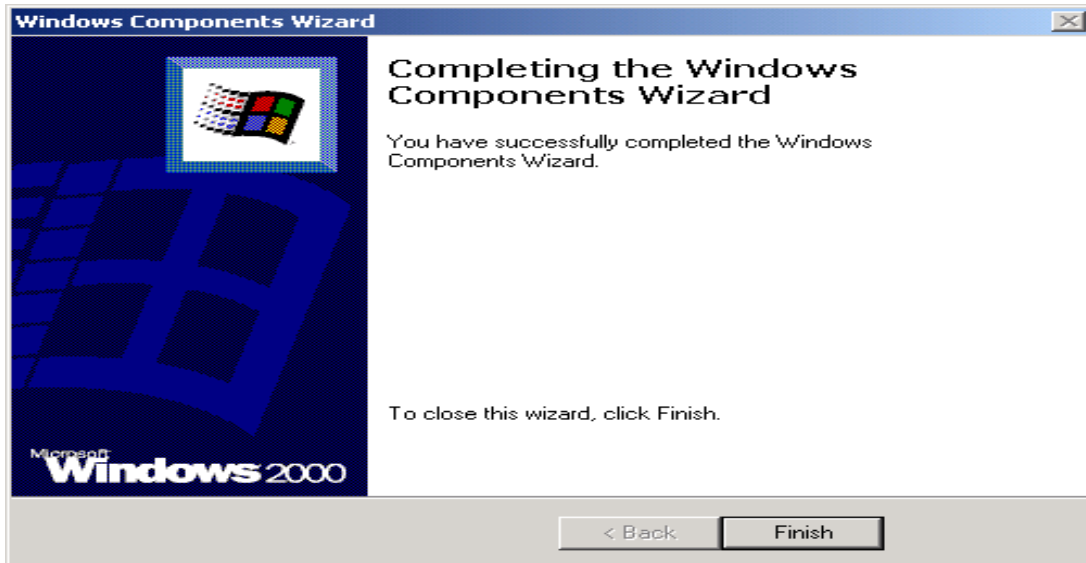 Windows Components Wizard
Completing the Windows
Components Wizard
You have successfully completed the Windows
Components Wizard.
To close this wizard, click Finish.
Microsoft
Windows 2000
< Back
Finish